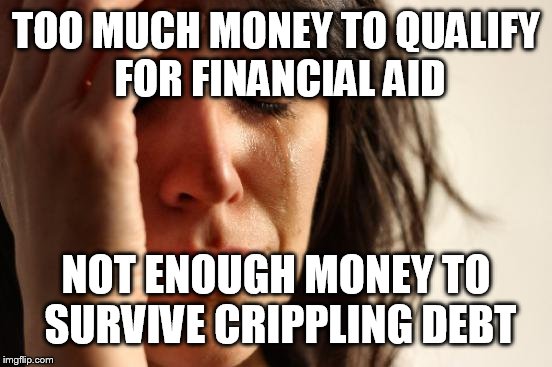 TOO MUCH MONEY TO QUALIFY
FOR FINANCIAL AID
NOT ENOUGH MONEY TO
SURVIVE CRIPPLING DEBT
imgflip.com